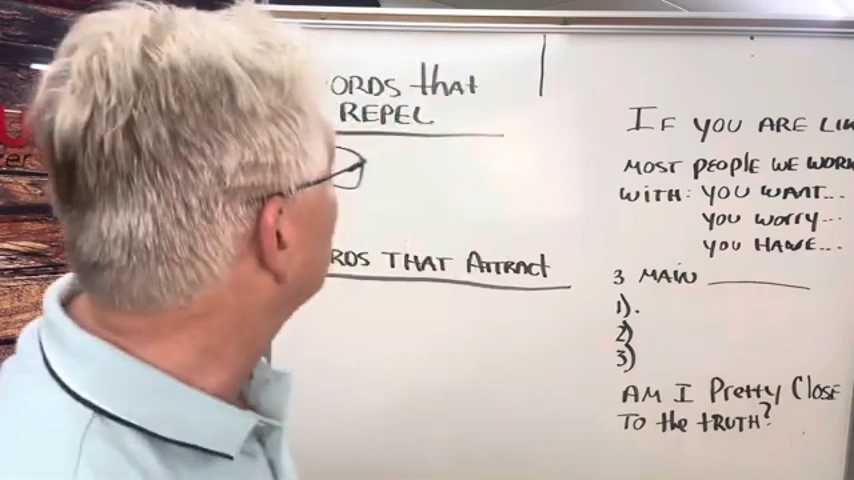 ORDS that
REPEL
RDS THAT Attract
IF YOU ARE LIK
MOST PEOPLE WE WORK
WITH: YOU WANT...
YOU WORRY...
YOU HAVE...
3 MAIN
1).
2)
3)
AM I Pretty Close
TO the tRUTH?